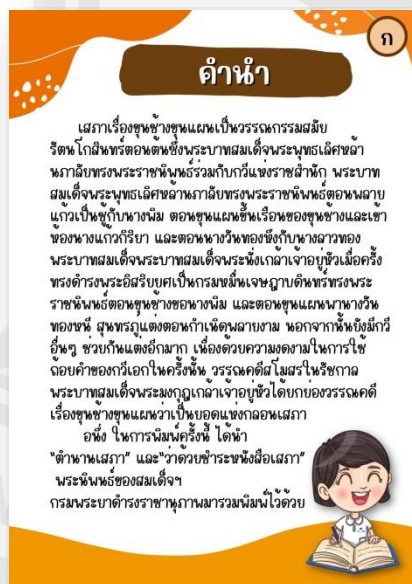 ก
คำนำ
เสภาเรื่องขุนช้างขุนแผนเป็นวรรณกรรมสมัย
รัตนโกสินทร์ตอนต้นซึ่งพระบาทสมเด็จพระพุทธเลิศหล้า
นภาลัยทรงพระราชนิพนธ์ร่วมกับกวีแห่งราชสำนัก พระบาท
สมเด็จพระพุทธเลิศหล้านภาลัยทรงพระราชนิพนธ์ตอนพลาย
แก้วเป็นชู้กับนางพิม ตอนขุนแผนขึ้นเรือนของขุนช้างและเข้า
ห้องนางแก้วกิริยา และตอนนางวันทองหึงกับนางลาวทอง
พระบาทสมเด็จพระบาทสมเด็จพระนั่งเกล้าเจ้าอยู่หัวเมื่อครั้ง
ทรงดำรงพระอิสริยยศเป็นกรมหมื่นเจษฎาบดินทร์ทรงพระ
ราชนิพนธ์ตอนขุนช้างขอนางพิม และตอนขุนแผนพานางวัน
ทองหนี สุนทรภู่แต่งตอนกำเนิดพลายงาม นอกจากนั้นยังมีกวี
อื่นๆ ช่วยกันแต่งอีกมาก เนื่องด้วยความงดงามในการใช้
ถ้อยคำของกวีเอกในครั้งนั้น วรรณคดีสโมสรในรัชกาล
พระบาทสมเด็จพระมงกุฎเกล้าเจ้าอยู่หัวได้ยกย่องวรรณคดี
เรื่องขุนช้างขุนแผนว่าเป็นยอดแห่งกลอนเสภา
อนึ่ง ในการพิมพ์ครั้งนี้ ได้นำ
"ตำนานเสภา" และ"ว่าด้วยชำระหนังสือเสภา"
พระนิพนธ์ของสมเด็จฯ
กรมพระยาดำรงราชานุภาพมารวมพิมพ์ไว้ด้วย